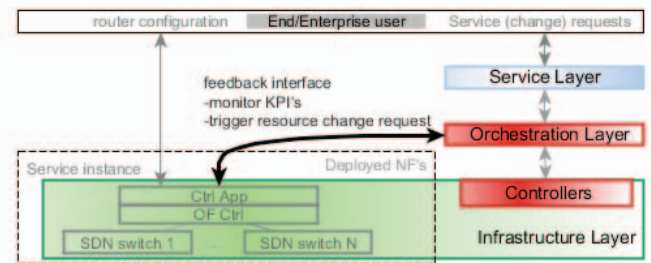 router configuration
End/Enterprise user
Service (change) requests
Service Layer
feedback interface
-monitor KPI's
-trigger resource change request
Orchestration Layer
Service instance
Deployed NF's
Ctrl App
OF Ctrl
SDN switch 1
....
SDN switch N
Controllers
Infrastructure Layer